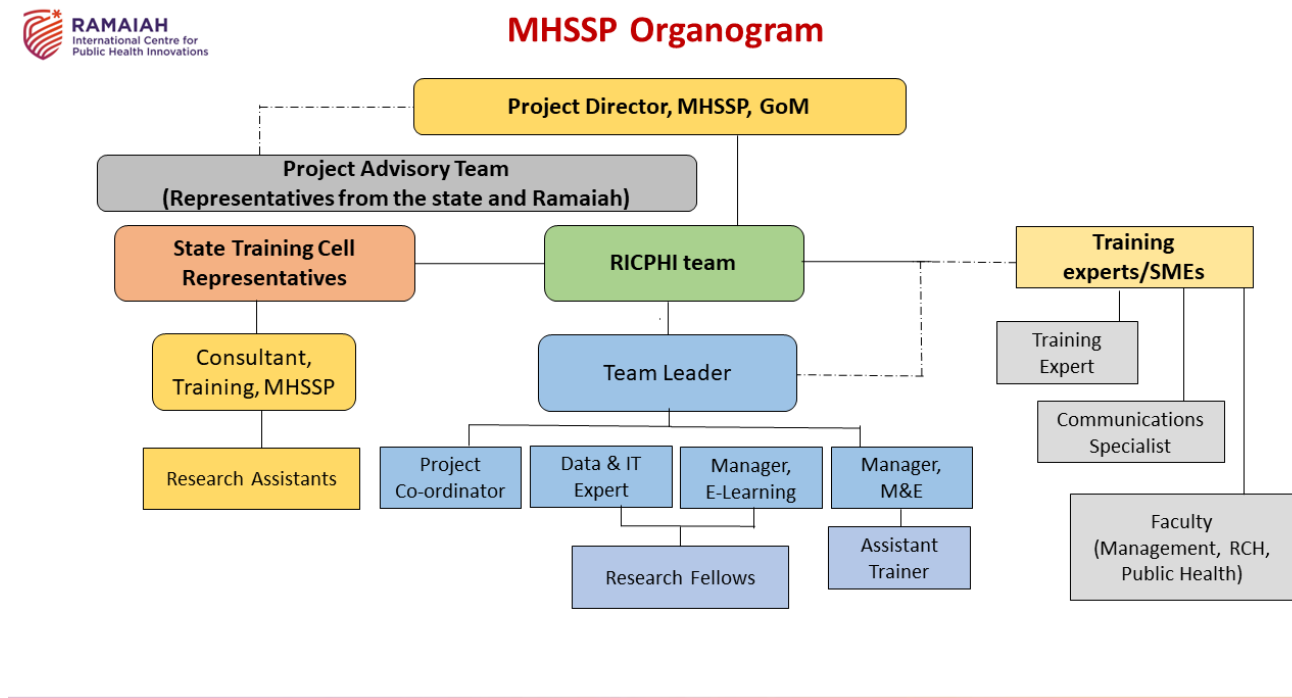 RAMAIAH
International Centre for
Public Health Innovations
MHSSP Organogram
Project Director, MHSSP, GoM
Project Advisory Team
(Representatives from the state and Ramaiah)
State Training Cell
Representatives
RICPHI team
Training
experts/SMEs
Consultant,
Training, MHSSP
Team Leader
Training
Expert
Communications
Specialist
Research Assistants
Project
Co-ordinator
Data & IT
Expert
Manager,
E-Learning
Manager,
M&E
Faculty
(Management, RCH,
Public Health)
Research Fellows
Assistant
Trainer